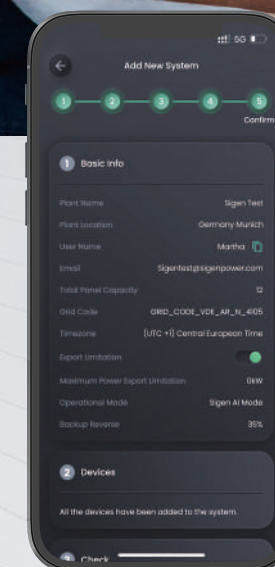 5G
Add New System
1 2 3 4 5
Confirm
1 Basic Info
Plant Name Sigen Test
Plant Location Germany Munich
User Name Martha
Email Sigentest@sigenpower.com
Total Panel Capacity 12
Grid Code GRID_CODE_VDE_AR_N_4105
Timezone (UTC +1) Central European Time
Export Limitation
Maximum Power Export Limitation 0kW
Operational Mode Sigen AI Mode
Backup Reverse 35%
2 Devices
All the devices have been added to the system.
3 Check